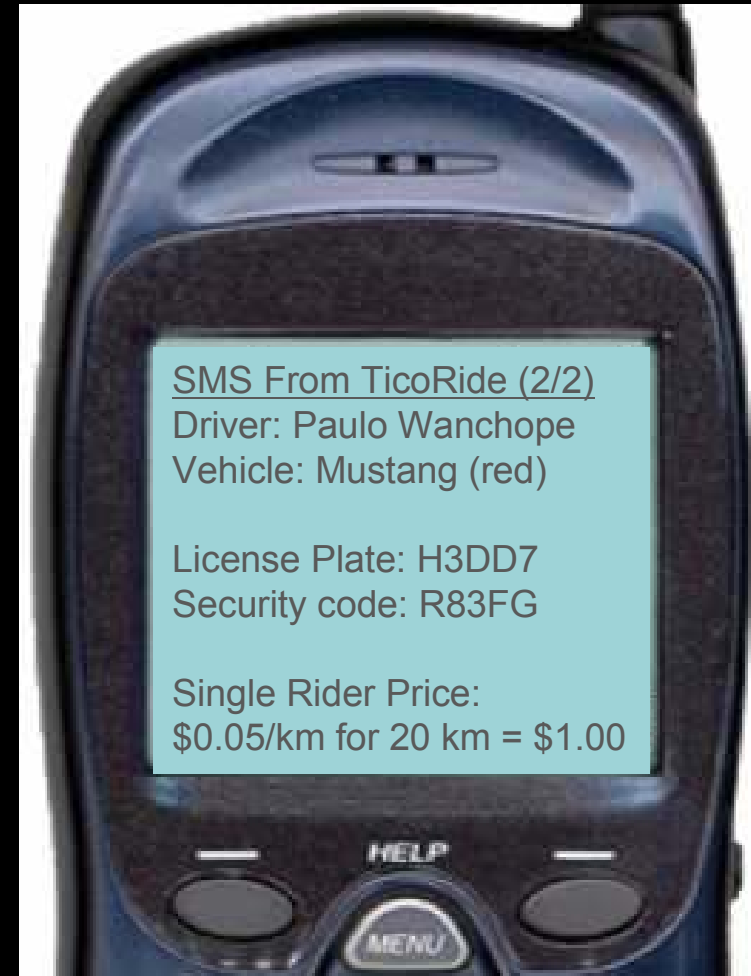 SMS From TicoRide (2/2)
Driver: Paulo Wanchope
Vehicle: Mustang (red)
License Plate: H3DD7
Security code: R83FG
Single Rider Price:
$0.05/km for 20 km = $1.00
HELP
MENU